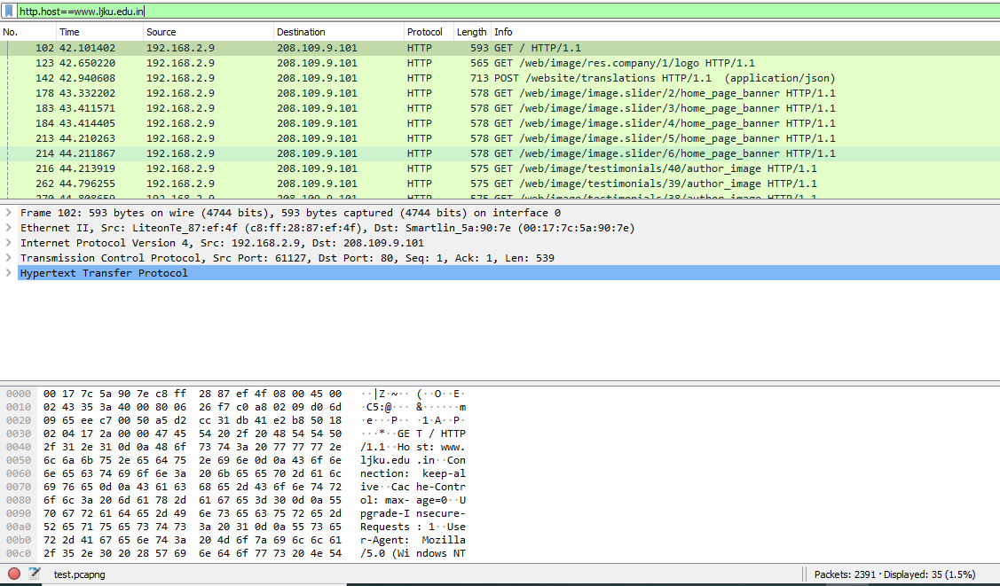 http.host==www.ljku.edu.in
No. Time Source Destination Protocol Length Info
102 42.101402 192.168.2.9 208.109.9.101 HTTP 593 GET / HTTP/1.1
123 42.650220 192.168.2.9 208.109.9.101 HTTP 565 GET /web/image/res.company/1/logo HTTP/1.1
142 42.940608 192.168.2.9 208.109.9.101 HTTP 713 POST /website/translations HTTP/1.1 (application/json)
178 43.332202 192.168.2.9 208.109.9.101 HTTP 578 GET /web/image/image.slider/2/home_page_banner HTTP/1.1
183 43.411571 192.168.2.9 208.109.9.101 HTTP 578 GET /web/image/image.slider/3/home_page_banner HTTP/1.1
184 43.414405 192.168.2.9 208.109.9.101 HTTP 578 GET /web/image/image.slider/4/home_page_banner HTTP/1.1
213 44.210263 192.168.2.9 208.109.9.101 HTTP 578 GET /web/image/image.slider/5/home_page_banner HTTP/1.1
214 44.211867 192.168.2.9 208.109.9.101 HTTP 578 GET /web/image/image.slider/6/home_page_banner HTTP/1.1
216 44.213919 192.168.2.9 208.109.9.101 HTTP 575 GET /web/image/testimonials/40/author_image HTTP/1.1
262 44.796255 192.168.2.9 208.109.9.101 HTTP 575 GET /web/image/testimonials/39/author_image HTTP/1.1
270 44.808659 192.168.2.9 208.109.9.101 HTTP 575 GET /web/image/testimonials/38/author_image HTTP/1.1
Frame 102: 593 bytes on wire (4744 bits), 593 bytes captured (4744 bits) on interface 0
Ethernet II, Src: LiteonTe_87:ef:4f (c8:ff:28:87:ef:4f), Dst: Smartlin_5a:90:7e (00:17:7c:5a:90:7e)
Internet Protocol Version 4, Src: 192.168.2.9, Dst: 208.109.9.101
Transmission Control Protocol, Src Port: 61127, Dst Port: 80, Seq: 1, Ack: 1, Len: 539
Hypertext Transfer Protocol
0000 00 17 7c 5a 90 7e c8 ff 28 87 ef 4f 08 00 45 00 ··|Z·~·· (··O··E·
0010 02 43 35 3a 40 00 80 06 26 f7 c0 a8 02 09 d0 6d ·C5:@··· &······m
0020 09 65 ee c7 00 50 a5 d2 cc 31 db 41 e2 b8 50 18 ·e···P·· ·1·A··P·
0030 02 04 17 2a 00 00 47 45 54 20 2f 20 48 54 54 50 ···*··GE T / HTTP
0040 2f 31 2e 31 0d 0a 48 6f 73 74 3a 20 77 77 77 2e /1.1··Ho st: www.
0050 6c 6a 6b 75 2e 65 64 75 2e 69 6e 0d 0a 43 6f 6e ljku.edu .in··Con
0060 6e 65 63 74 69 6f 6e 3a 20 6b 65 65 70 2d 61 6c nection: keep-al
0070 69 76 65 0d 0a 43 61 63 68 65 2d 43 6f 6e 74 72 ive··Cac he-Contr
0080 6f 6c 3a 20 6d 61 78 2d 61 67 65 3d 30 0d 0a 55 ol: max- age=0··U
0090 70 67 72 61 64 65 2d 49 6e 73 65 63 75 72 65 2d pgrade-I nsecure-
00a0 52 65 71 75 65 73 74 73 3a 20 31 0d 0a 55 73 65 Requests : 1··Use
00b0 72 2d 41 67 65 6e 74 3a 20 4d 6f 7a 69 6c 6c 61 r-Agent: Mozilla
00c0 2f 35 2e 30 20 28 57 69 6e 64 6f 77 73 20 4e 54 /5.0 (Wi ndows NT
test.pcapng Packets: 2391 · Displayed: 35 (1.5%)